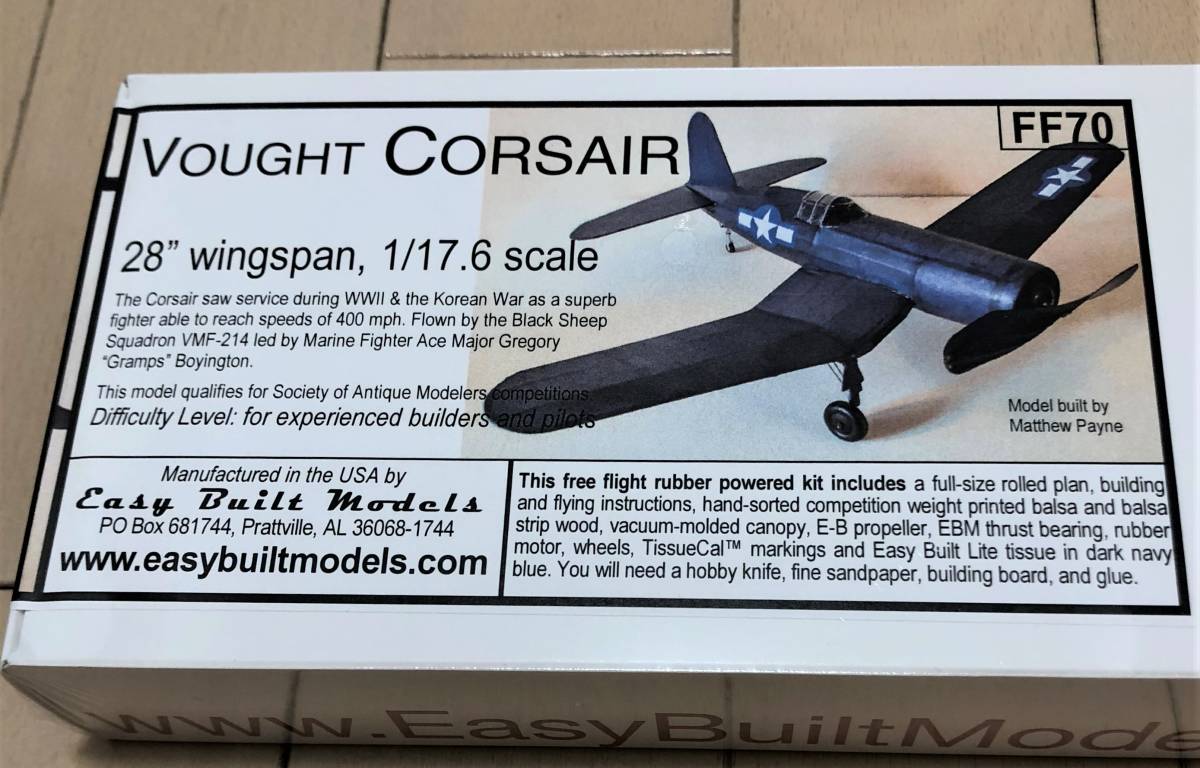 VOUGHT CORSAIR
FF70
28” wingspan, 1/17.6 scale
The Corsair saw service during WWII & the Korean War as a superb
fighter able to reach speeds of 400 mph. Flown by the Black Sheep
Squadron VMF-214 led by Marine Fighter Ace Major Gregory
“Gramps” Boyington.
This model qualifies for Society of Antique Modelers competitions.
Difficulty Level: for experienced builders and pilots
Model built by
Matthew Payne
Manufactured in the USA by
Easy Built Models
PO Box 681744, Prattville, AL 36068-1744
www.easybuiltmodels.com
This free flight rubber powered kit includes a full-size rolled plan, building
and flying instructions, hand-sorted competition weight printed balsa and balsa
strip wood, vacuum-molded canopy, E-B propeller, EBM thrust bearing, rubber
motor, wheels, TissueCal™ markings and Easy Built Lite tissue in dark navy
blue. You will need a hobby knife, fine sandpaper, building board, and glue.
www.EasyBuiltMode